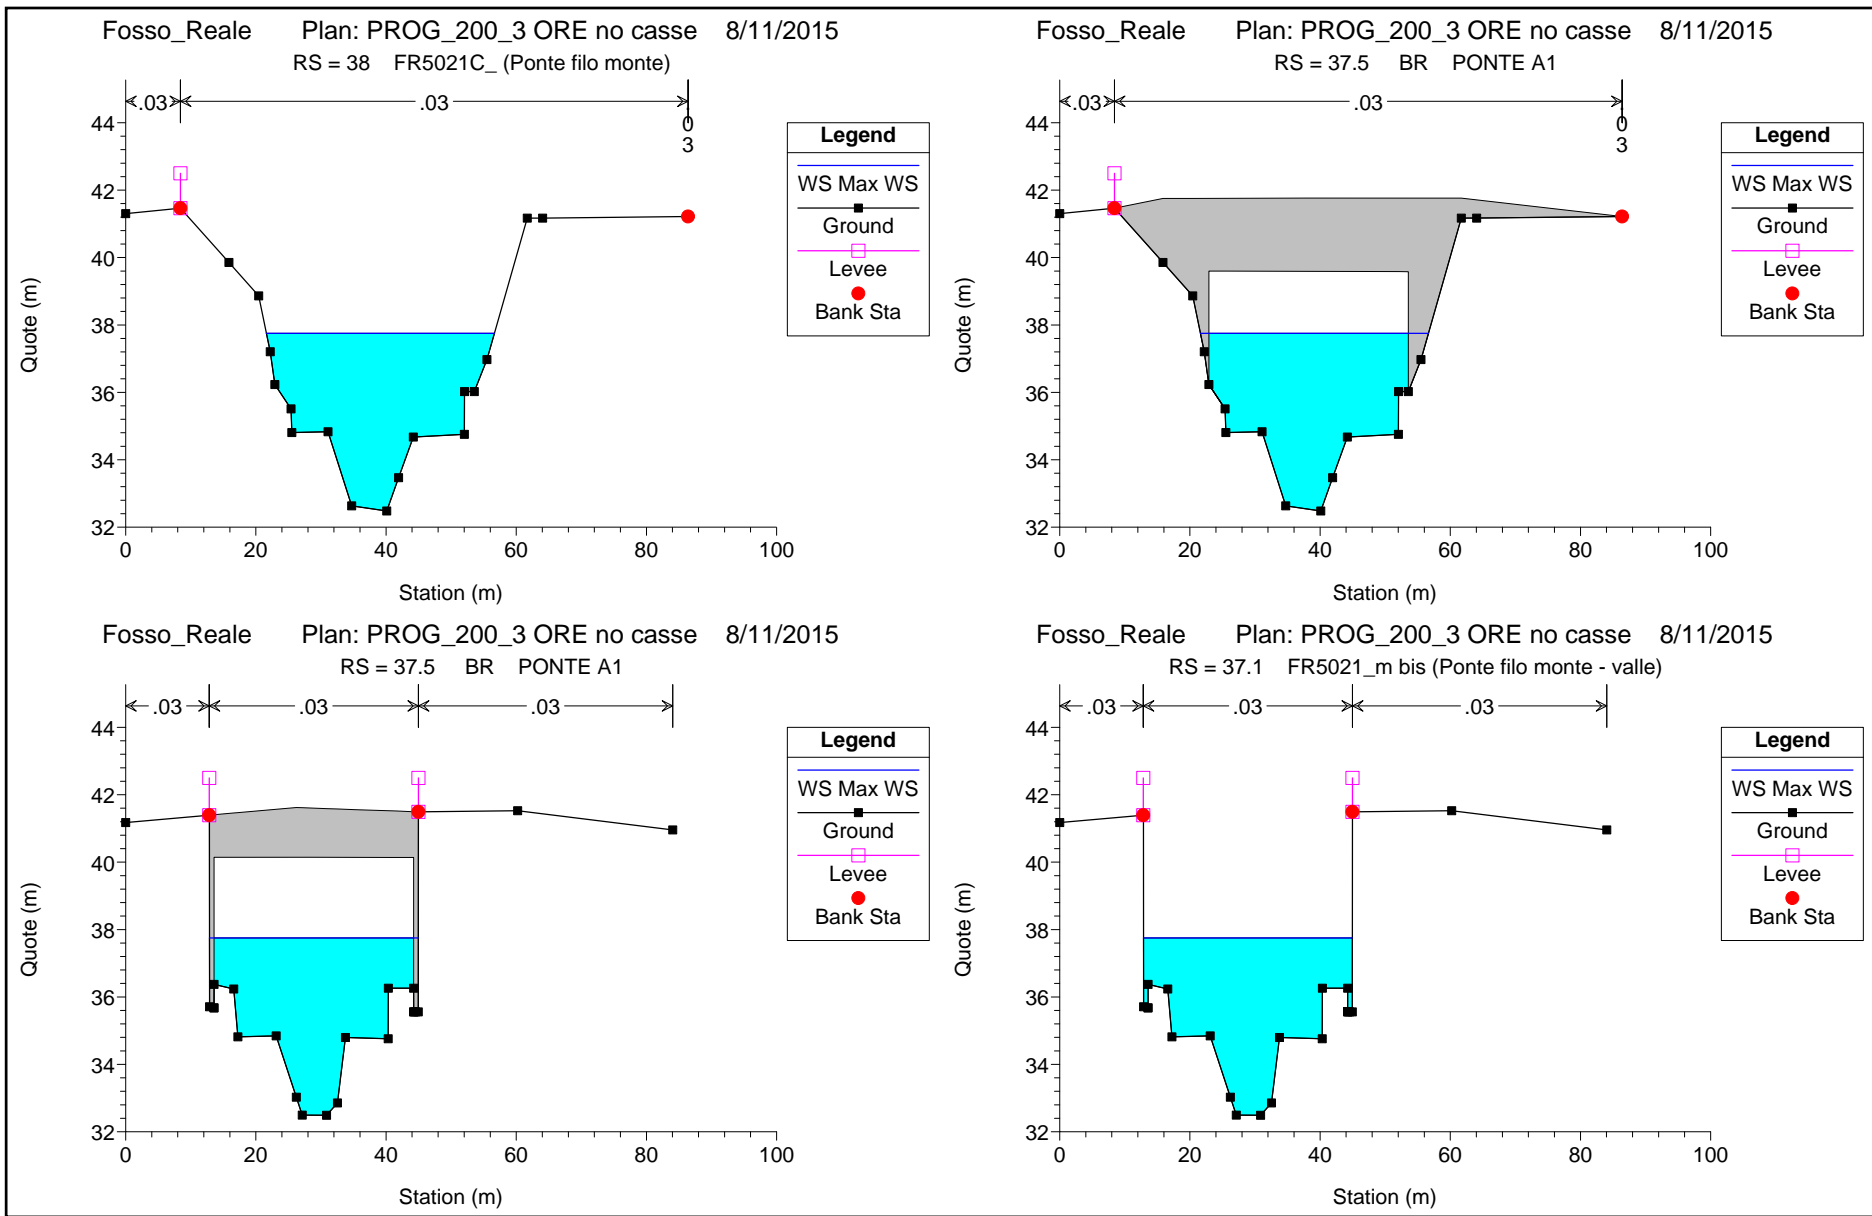 Fosso_Reale Plan: PROG_200_3 ORE no casse 8/11/2015
RS = 38 FR5021C_ (Ponte filo monte)
.03 .03 .03
44
42
40
38
36
34
32
0 20 40 60 80 100
Quote (m)
Station (m)
Legend
WS Max WS
Ground
Levee
Bank Sta
Fosso_Reale Plan: PROG_200_3 ORE no casse 8/11/2015
RS = 37.5 BR PONTE A1
.03 .03 .03
44
42
40
38
36
34
32
0 20 40 60 80 100
Quote (m)
Station (m)
Legend
WS Max WS
Ground
Levee
Bank Sta
Fosso_Reale Plan: PROG_200_3 ORE no casse 8/11/2015
RS = 37.5 BR PONTE A1
.03 .03 .03
44
42
40
38
36
34
32
0 20 40 60 80 100
Quote (m)
Station (m)
Legend
WS Max WS
Ground
Levee
Bank Sta
Fosso_Reale Plan: PROG_200_3 ORE no casse 8/11/2015
RS = 37.1 FR5021_m bis (Ponte filo monte - valle)
.03 .03 .03
44
42
40
38
36
34
32
0 20 40 60 80 100
Quote (m)
Station (m)
Legend
WS Max WS
Ground
Levee
Bank Sta